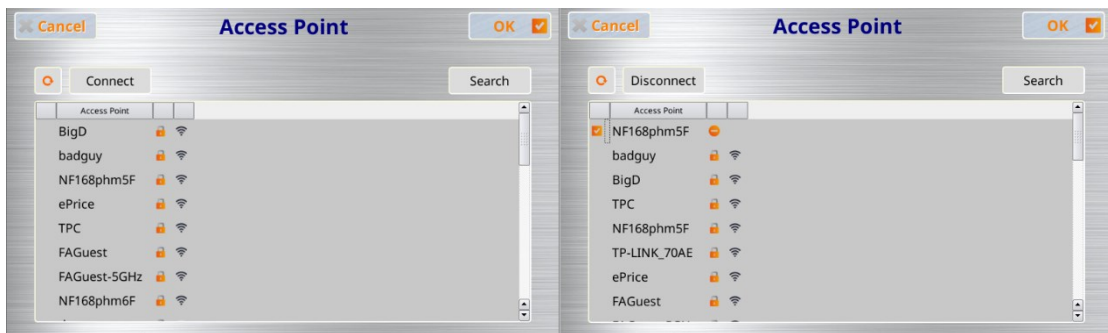 Cancel
Access Point
OK
Connect
Search
Access Point
BigD
badguy
NF168phm5F
ePrice
TPC
FAGuest
FAGuest-5GHz
NF168phm6F
Cancel
Access Point
OK
Disconnect
Search
Access Point
NF168phm5F
badguy
BigD
TPC
NF168phm5F
TP-LINK_70AE
ePrice
FAGuest